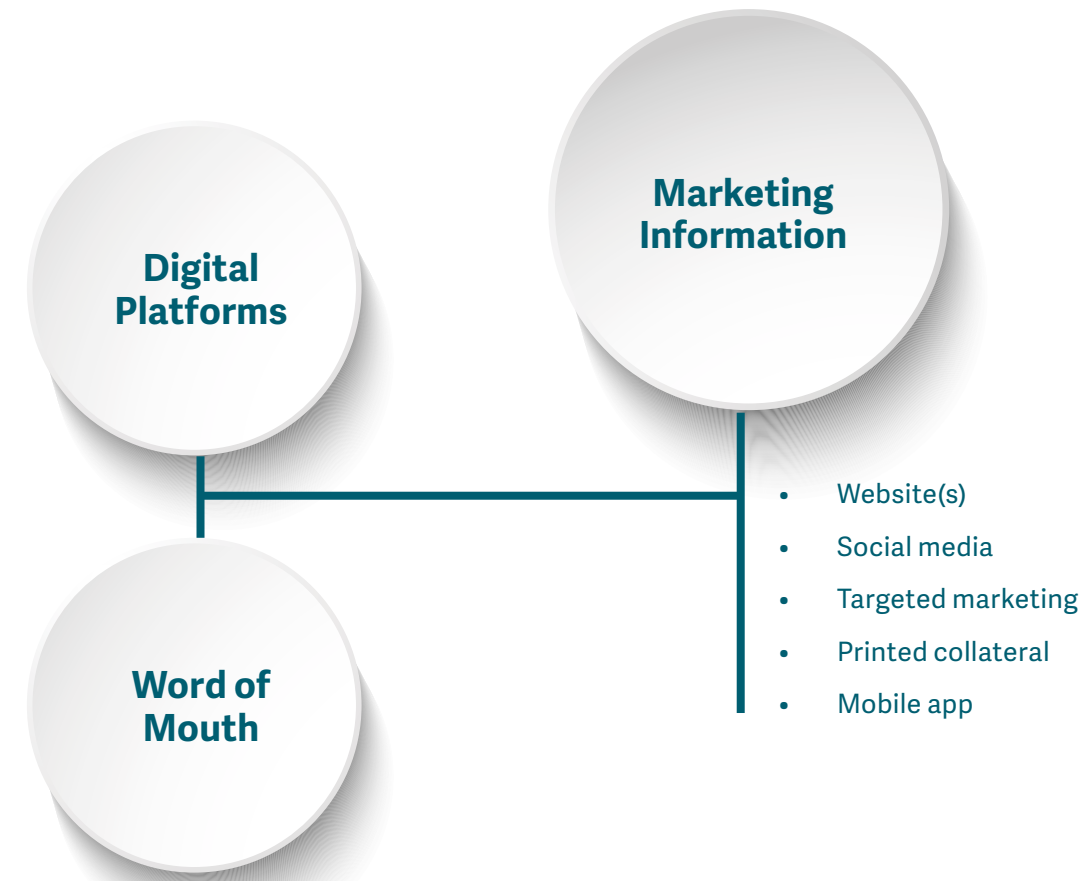 Marketing
Information
Digital
Platforms
• Website(s)
• Social media
• Targeted marketing
• Printed collateral
• Mobile app
Word of
Mouth